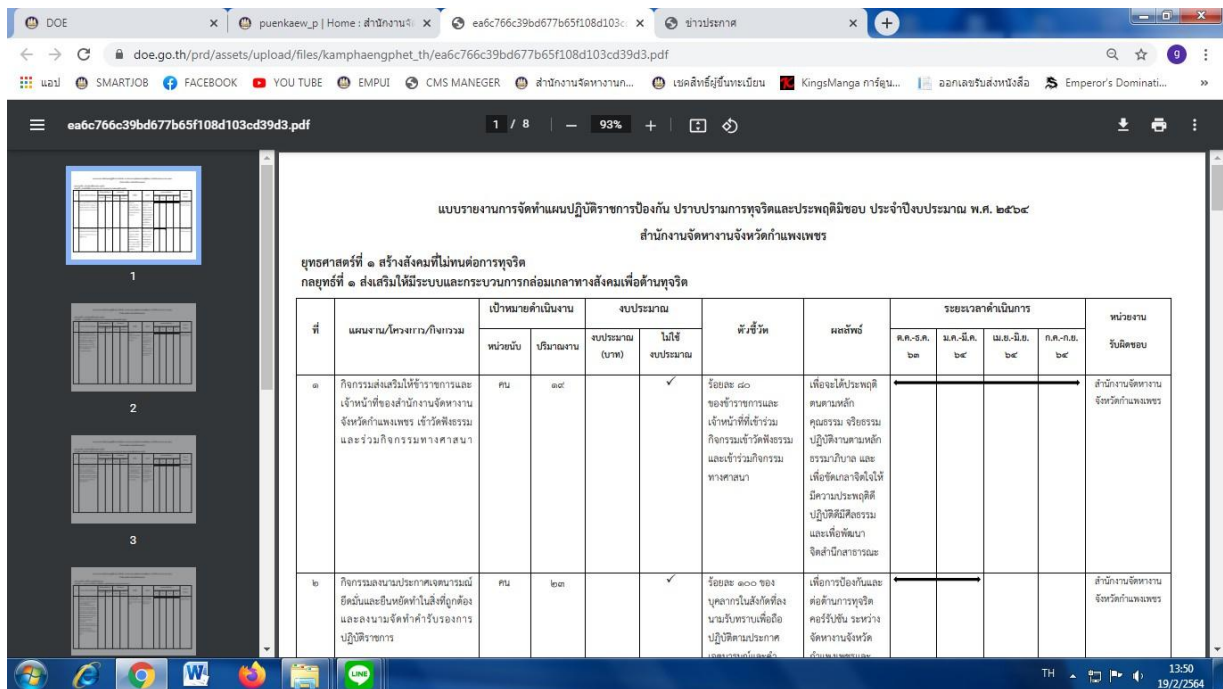 DOE
puenkaew_p | Home : สำนักงานจั
ea6c766c39bd677b65f108d103c
ข่าวประกาศ
doe.go.th/prd/assets/upload/files/kamphaengphet_th/ea6c766c39bd677b65f108d103cd39d3.pdf
g
แอป SMARTJOB FACEBOOK YOU TUBE EMPUI CMS MANEGER สำนักงานจัดหางานก... เชคสิทธิ์ผู้ขึ้นทะเบียน KingsManga การ์ตูน... ออกเลขรับส่งหนังสือ Emperor's Dominati... »
ea6c766c39bd677b65f108d103cd39d3.pdf
1 / 8
93%
1
2
3
แบบรายงานการจัดทำแผนปฏิบัติราชการป้องกัน ปราบปรามการทุจริตและประพฤติมิชอบ ประจำปีงบประมาณ พ.ศ. ๒๕๖๔
สำนักงานจัดหางานจังหวัดกำแพงเพชร
ยุทธศาสตร์ที่ ๑ สร้างสังคมที่ไม่ทนต่อการทุจริต
กลยุทธ์ที่ ๑ ส่งเสริมให้มีระบบและกระบวนการกล่อมเกลาทางสังคมเพื่อต้านทุจริต
ที่
แผนงาน/โครงการ/กิจกรรม
เป้าหมายดำเนินงาน
หน่วยนับ
ปริมาณงาน
งบประมาณ
งบประมาณ
(บาท)
ไม่ใช้
งบประมาณ
ตัวชี้วัด
ผลลัพธ์
ระยะเวลาดำเนินการ
ต.ค.-ธ.ค.
๖๓
ม.ค.-มี.ค.
๖๔
เม.ย.-มิ.ย.
๖๔
ก.ค.-ก.ย.
๖๔
หน่วยงาน
รับผิดชอบ
๑
กิจกรรมส่งเสริมให้ข้าราชการและ
เจ้าหน้าที่ของสำนักงานจัดหางาน
จังหวัดกำแพงเพชร เข้าวัดฟังธรรม
และร่วมกิจกรรมทางศาสนา
คน
๑๙
✓
ร้อยละ ๘๐
ของข้าราชการและ
เจ้าหน้าที่ที่เข้าร่วม
กิจกรรมเข้าวัดฟังธรรม
และเข้าร่วมกิจกรรม
ทางศาสนา
เพื่อจะได้ประพฤติ
ตนตามหลัก
คุณธรรม จริยธรรม
ปฏิบัติงานตามหลัก
ธรรมาภิบาล และ
เพื่อขัดเกลาจิตใจให้
มีความประพฤติดี
ปฏิบัติดีมีศีลธรรม
และเพื่อพัฒนา
จิตสำนึกสาธารณะ
สำนักงานจัดหางาน
จังหวัดกำแพงเพชร
๒
กิจกรรมลงนามประกาศเจตนารมณ์
ยึดมั่นและยืนหยัดทำในสิ่งที่ถูกต้อง
และลงนามจัดทำคำรับรองการ
ปฏิบัติราชการ
คน
๒๓
✓
ร้อยละ ๑๐๐ ของ
บุคลากรในสังกัดที่ลง
นามรับทราบเพื่อถือ
ปฏิบัติตามประกาศ
เจตนารมณ์และคำ
เพื่อการป้องกันและ
ต่อต้านการทุจริต
คอร์รัปชัน ระหว่าง
จัดหางานจังหวัด
กำแพงเพชรและ
สำนักงานจัดหางาน
จังหวัดกำแพงเพชร
LINE
TH
13:50
19/2/2564